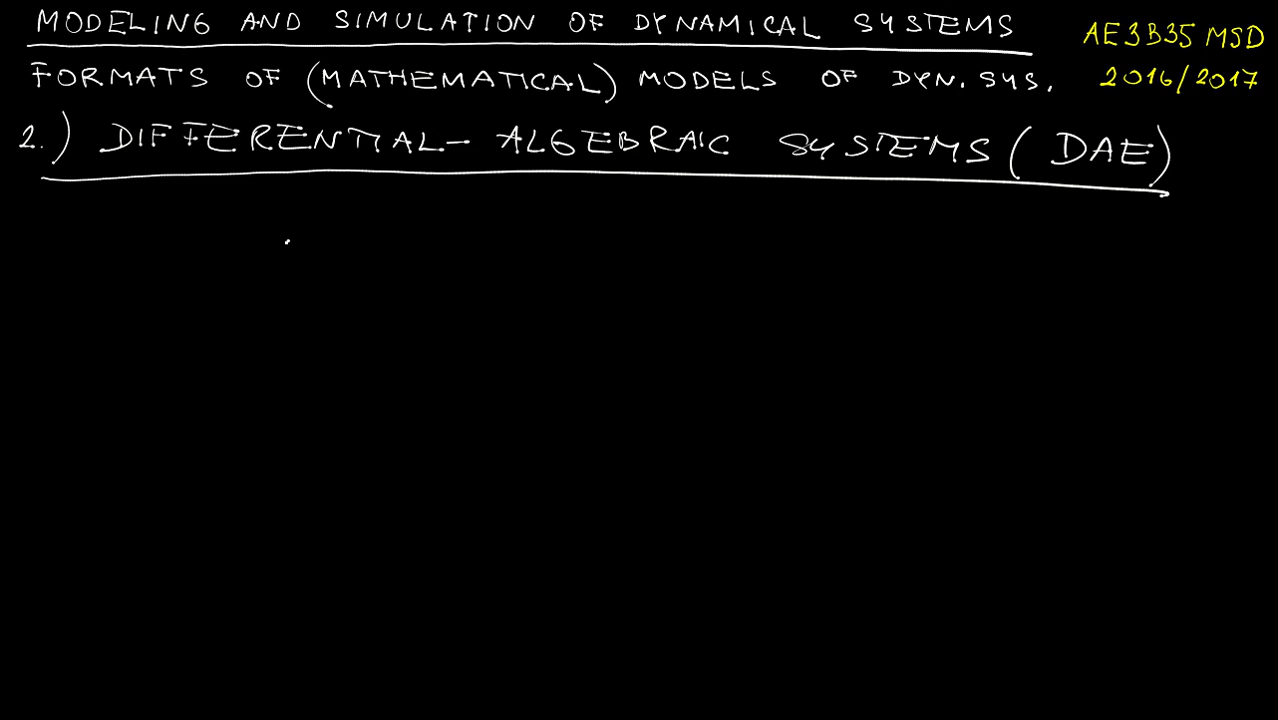 MODELING AND SIMULATION OF DYNAMICAL SYSTEMS
AE3B35MSD
2016/2017
FORMATS OF (MATHEMATICAL) MODELS OF DYN. SYS.
2.) DIFFERENTIAL-ALGEBRAIC SYSTEMS (DAE)